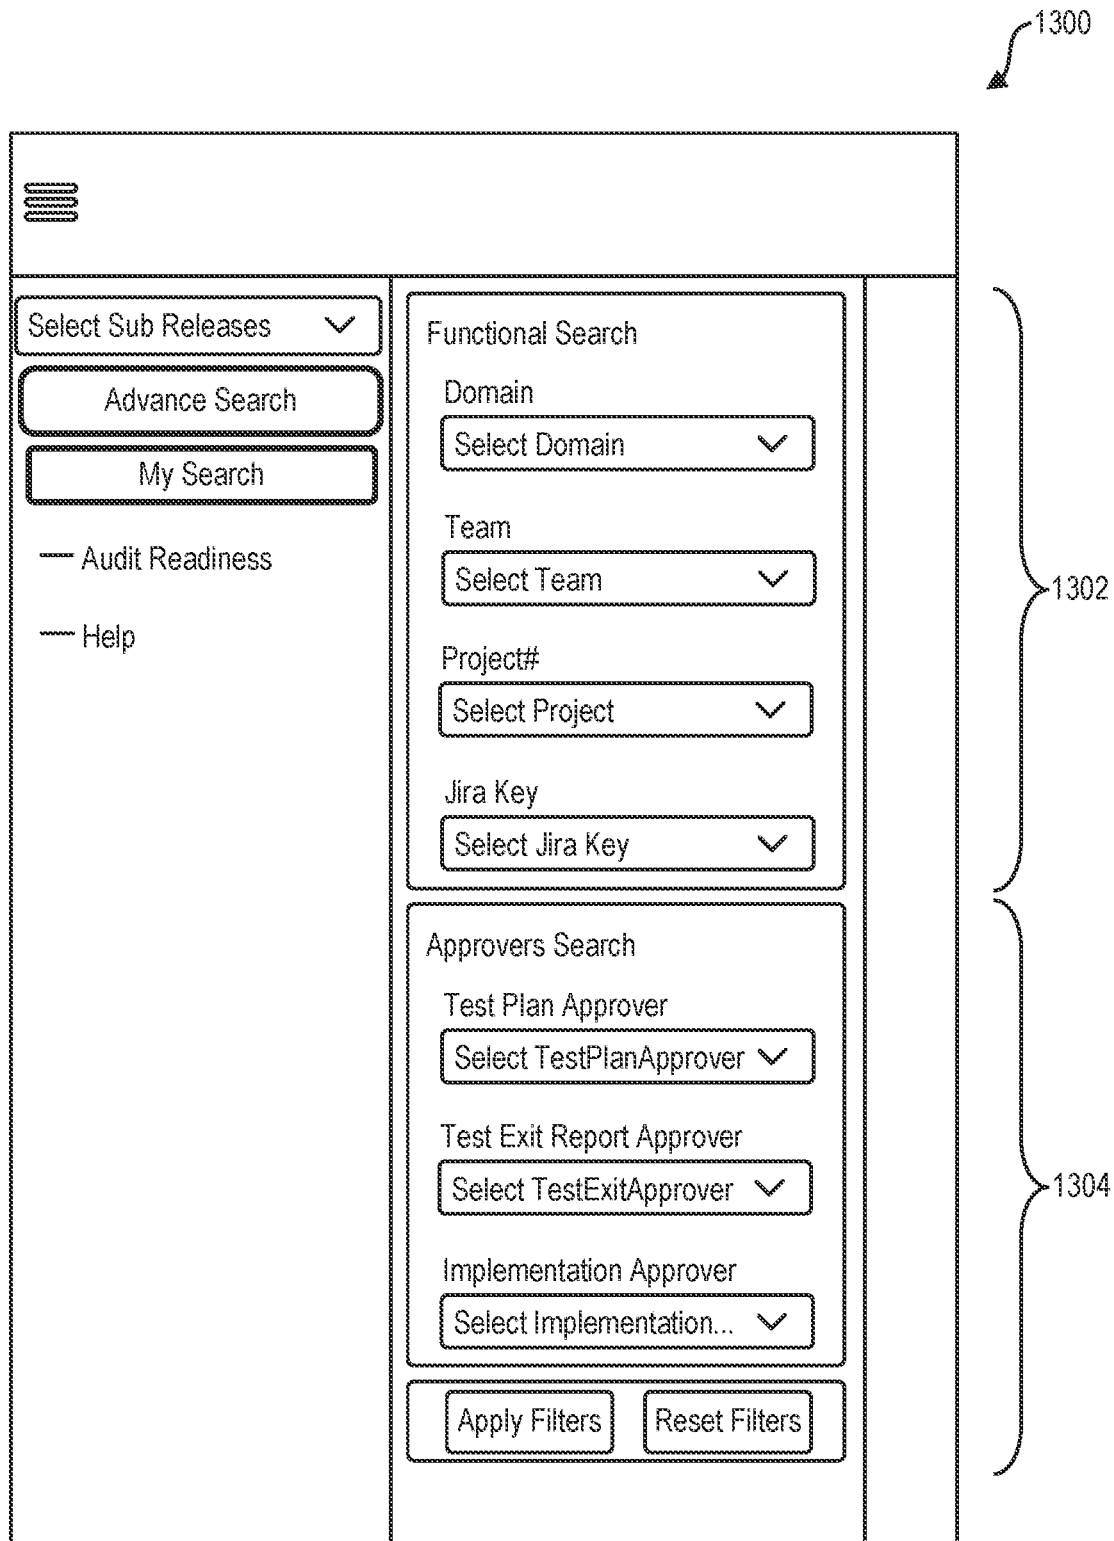 1300
Select Sub Releases
Advance Search
My Search
Audit Readiness
Help
Functional Search
Domain
Select Domain
Team
Select Team
Project#
Select Project
Jira Key
Select Jira Key
1302
Approvers Search
Test Plan Approver
Select TestPlanApprover
Test Exit Report Approver
Select TestExitApprover
Implementation Approver
Select Implementation...
Apply Filters
Reset Filters
1304